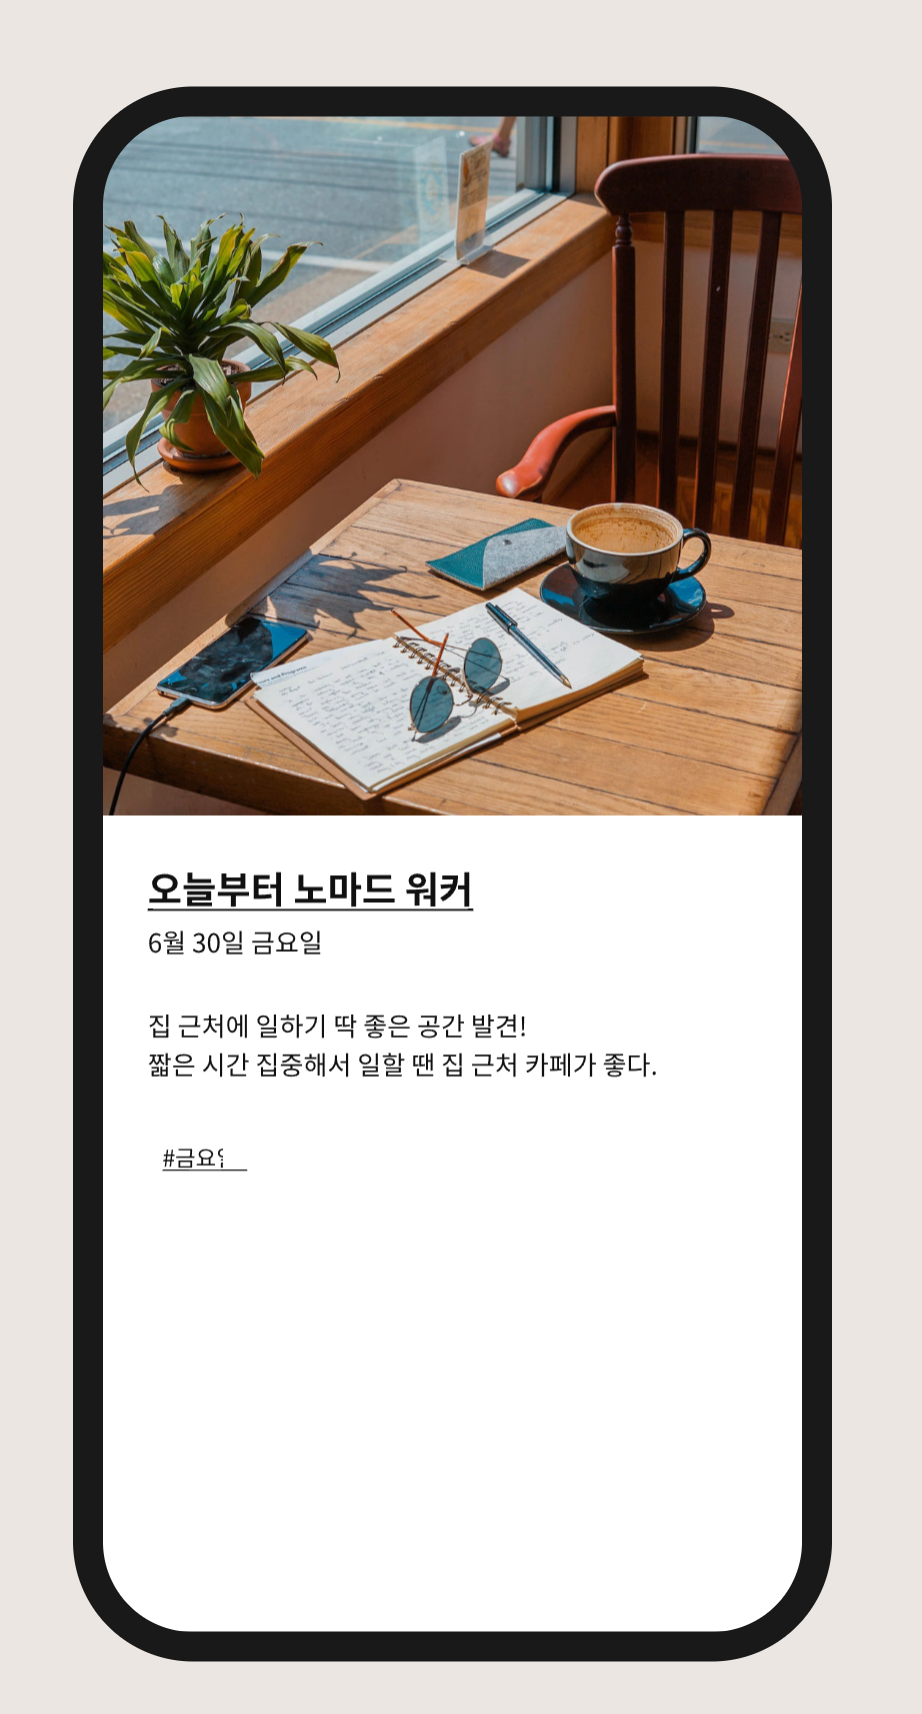 오늘부터 노마드 워커
6월 30일 금요일
집 근처에 일하기 딱 좋은 공간 발견!
짧은 시간 집중해서 일할 땐 집 근처 카페가 좋다.
#금요